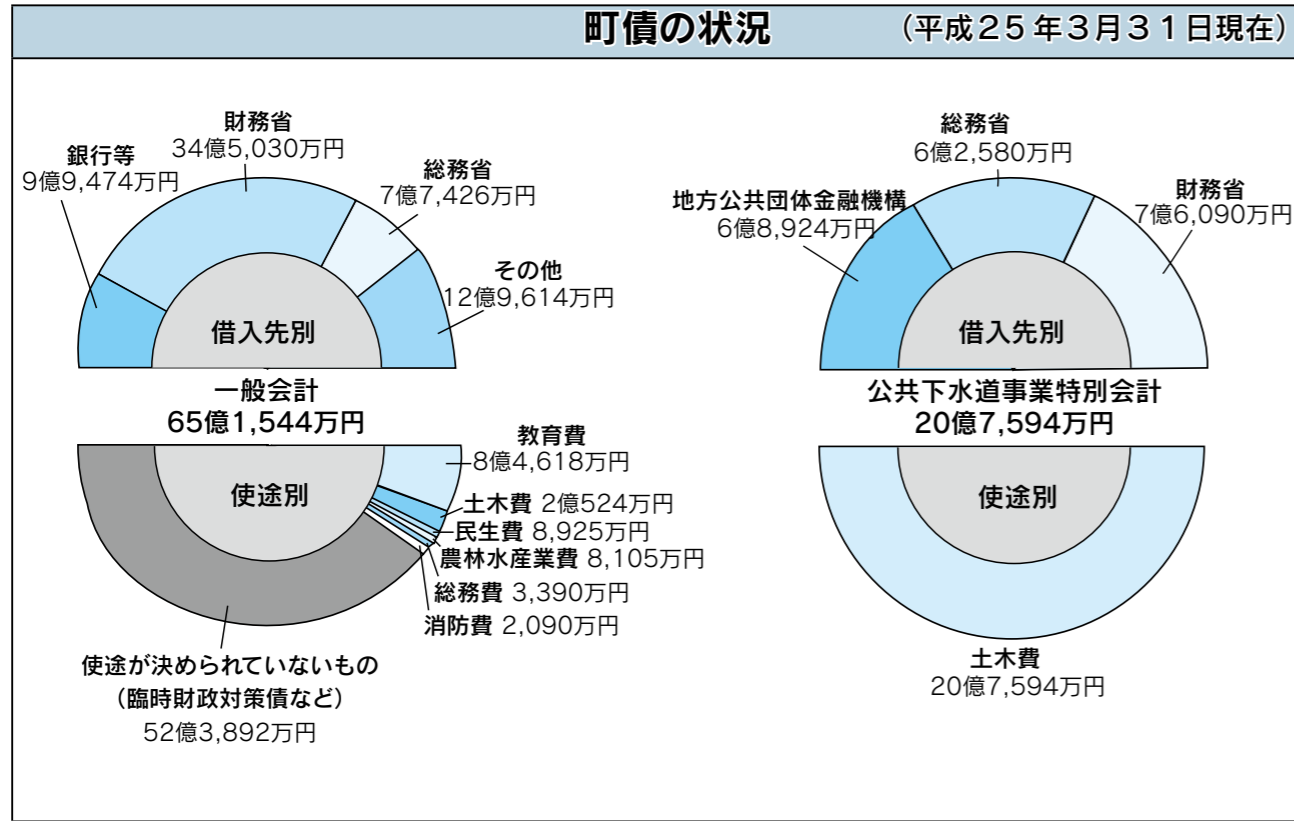 町債の状況 (平成25年3月31日現在)
財務省
34億5,030万円
銀行等
9億9,474万円
総務省
7億7,426万円
その他
12億9,614万円
借入先別
一般会計
65億1,544万円
使途別
教育費
8億4,618万円
土木費 2億524万円
民生費 8,925万円
農林水産業費 8,105万円
総務費 3,390万円
消防費 2,090万円
使途が決められていないもの
(臨時財政対策債など)
52億3,892万円
総務省
6億2,580万円
地方公共団体金融機構
6億8,924万円
財務省
7億6,090万円
借入先別
公共下水道事業特別会計
20億7,594万円
使途別
土木費
20億7,594万円